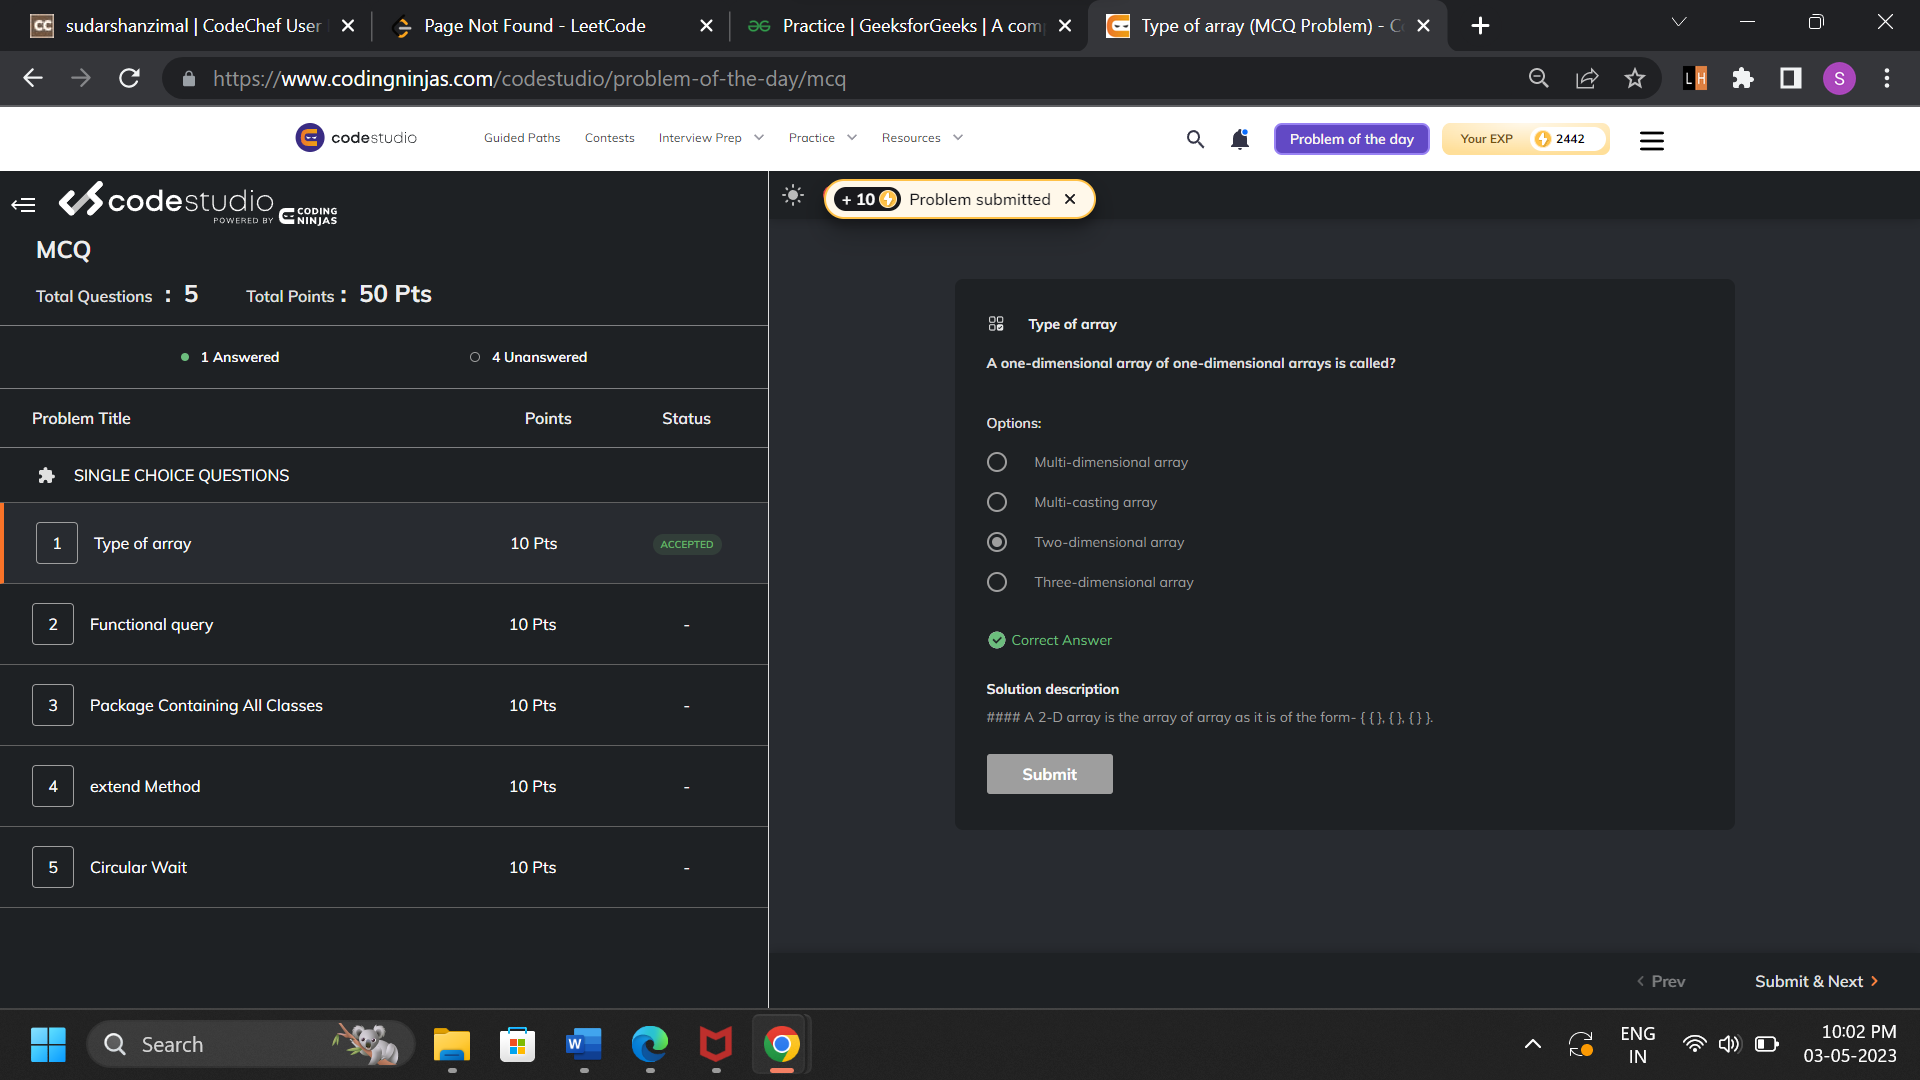 sudarshanzimal | CodeChef User
Page Not Found - LeetCode
Practice | GeeksforGeeks | A com
Type of array (MCQ Problem) - C
https://www.codingninjas.com/codestudio/problem-of-the-day/mcq
L H
S
codestudio
Guided Paths
Contests
Interview Prep
Practice
Resources
Problem of the day
Your EXP
2442
codestudio
POWERED BY CODING NINJAS
+ 10 Problem submitted
MCQ
Total Questions : 5
Total Points : 50 Pts
1 Answered
4 Unanswered
Problem Title
Points
Status
SINGLE CHOICE QUESTIONS
1 Type of array 10 Pts ACCEPTED
2 Functional query 10 Pts -
3 Package Containing All Classes 10 Pts -
4 extend Method 10 Pts -
5 Circular Wait 10 Pts -
Type of array
A one-dimensional array of one-dimensional arrays is called?
Options:
Multi-dimensional array
Multi-casting array
Two-dimensional array
Three-dimensional array
Correct Answer
Solution description
#### A 2-D array is the array of array as it is of the form- { { }, { }, { } }.
Submit
Prev
Submit & Next
Search
W
ENG
IN
10:02 PM
03-05-2023